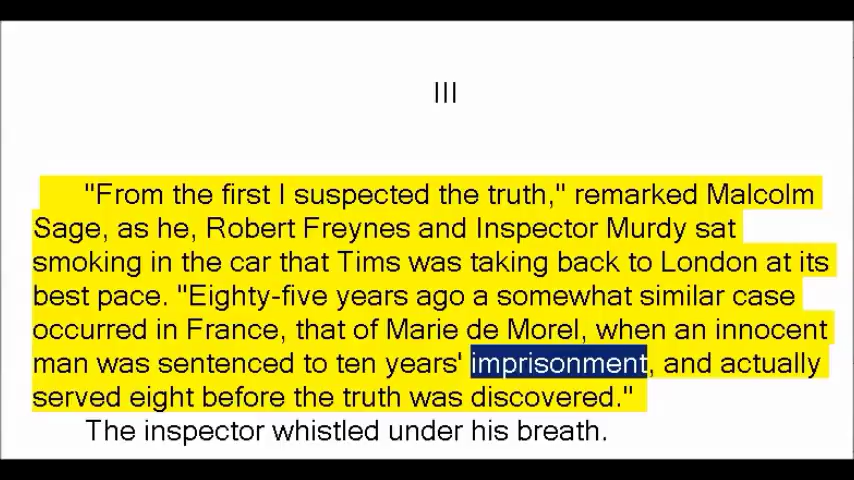 III
"From the first I suspected the truth," remarked Malcolm
Sage, as he, Robert Freynes and Inspector Murdy sat
smoking in the car that Tims was taking back to London at its
best pace. "Eighty-five years ago a somewhat similar case
occurred in France, that of Marie de Morel, when an innocent
man was sentenced to ten years' imprisonment, and actually
served eight before the truth was discovered."
The inspector whistled under his breath.